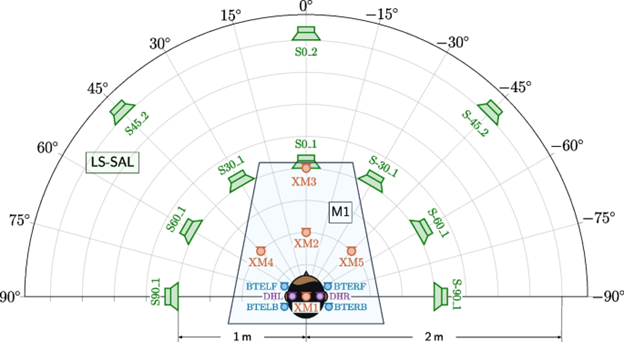 0°
15°
−15°
30°
−30°
45°
−45°
60°
−60°
75°
−75°
90°
−90°
S0_2
S45_2
S-45_2
LS-SAL
S0_1
S30_1
S-30_1
XM3
M1
S60_1
S-60_1
XM2
XM4
XM5
S90_1
S-90_1
BTELF
BTERF
DHL
DHR
XM1
BTELB
BTERB
1 m
2 m